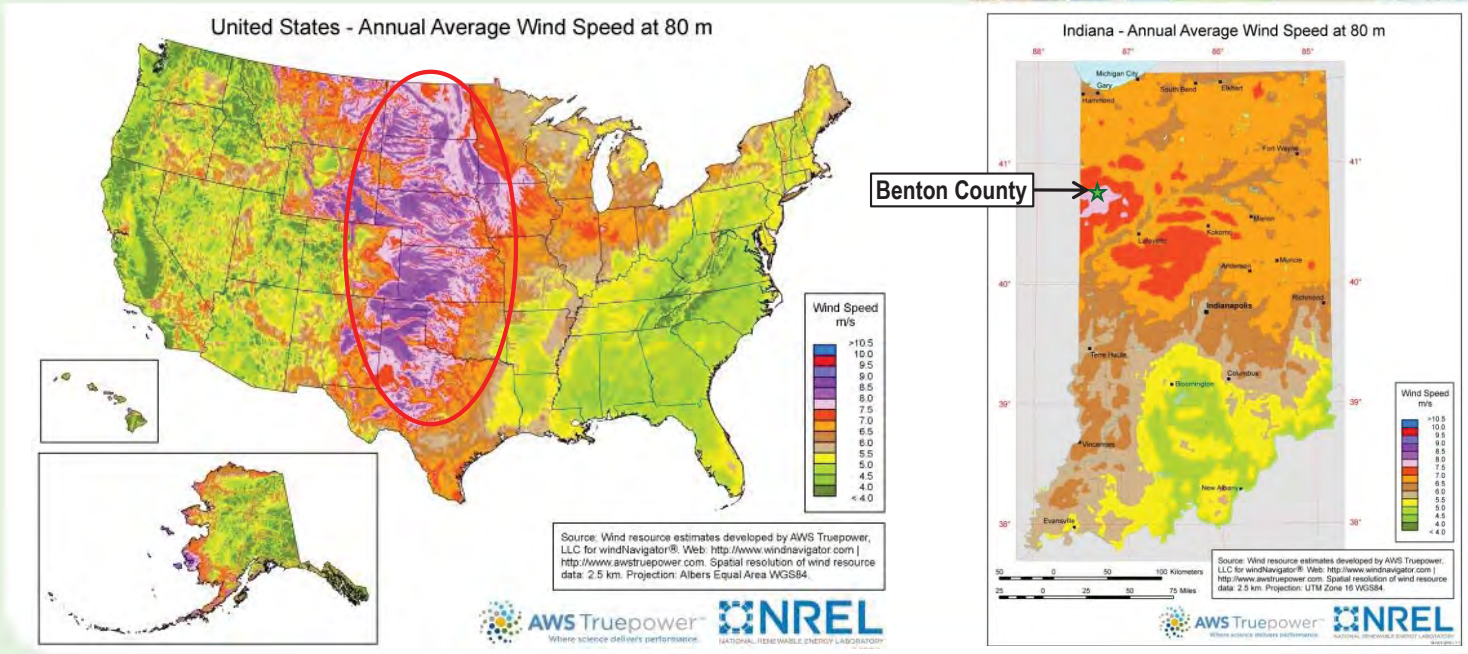 United States - Annual Average Wind Speed at 80 m
Wind Speed
m/s
>10.5
10.0
9.5
9.0
8.5
8.0
7.5
7.0
6.5
6.0
5.5
5.0
4.5
4.0
< 4.0
Source: Wind resource estimates developed by AWS Truepower,
LLC for windNavigator®. Web: http://www.windnavigator.com |
http://www.awstruepower.com. Spatial resolution of wind resource
data: 2.5 km. Projection: Albers Equal Area WGS84.
AWS Truepower™
Where science delivers performance.
NREL
NATIONAL RENEWABLE ENERGY LABORATORY
Indiana - Annual Average Wind Speed at 80 m
88° 87° 86° 85°
Michigan City
Gary
Hammond
South Bend
Elkhart
Fort Wayne
41° 41°
Benton County
Marion
Kokomo
Lafayette
Muncie
Anderson
40° 40°
Richmond
Indianapolis
Terre Haute
Columbus
Bloomington
39° 39°
Vincennes
New Albany
Evansville
38° 38°
Wind Speed
m/s
>10.5
10.0
9.5
9.0
8.5
8.0
7.5
7.0
6.5
6.0
5.5
5.0
4.5
4.0
< 4.0
50 0 50 100 Kilometers
25 0 25 50 75 Miles
Source: Wind resource estimates developed by AWS Truepower,
LLC for windNavigator®. Web: http://www.windnavigator.com |
http://www.awstruepower.com. Spatial resolution of wind resource
data: 2.5 km. Projection: UTM Zone 16 WGS84.
AWS Truepower™
Where science delivers performance.
NREL
NATIONAL RENEWABLE ENERGY LABORATORY